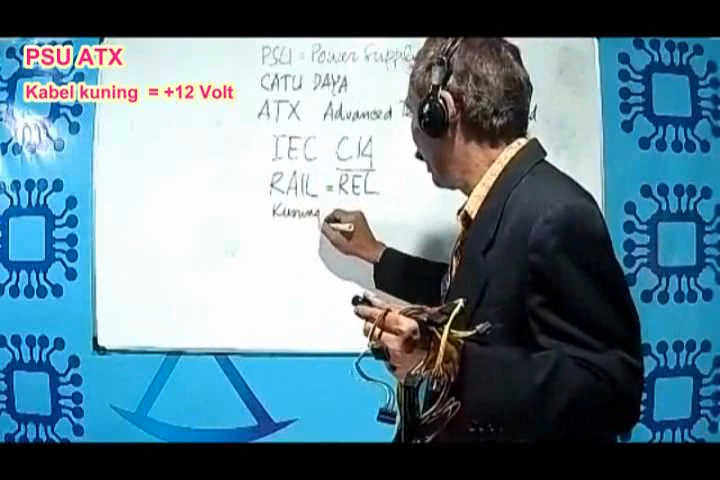 PSU ATX
Kabel kuning = +12 Volt
PSU = Power Supply
CATU DAYA
ATX Advanced
IEC C14
RAIL = REL
Kuning